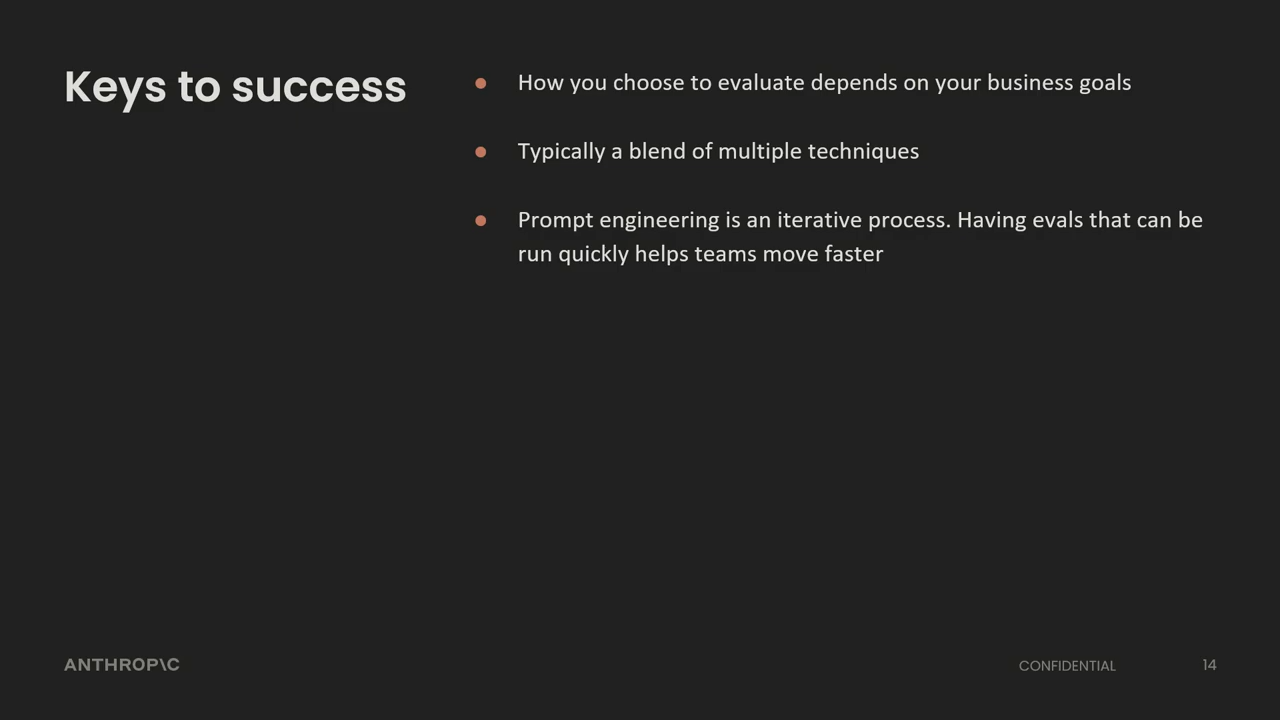 Keys to success
● How you choose to evaluate depends on your business goals
● Typically a blend of multiple techniques
● Prompt engineering is an iterative process. Having evals that can be
run quickly helps teams move faster
ANTHROP\C
CONFIDENTIAL
14